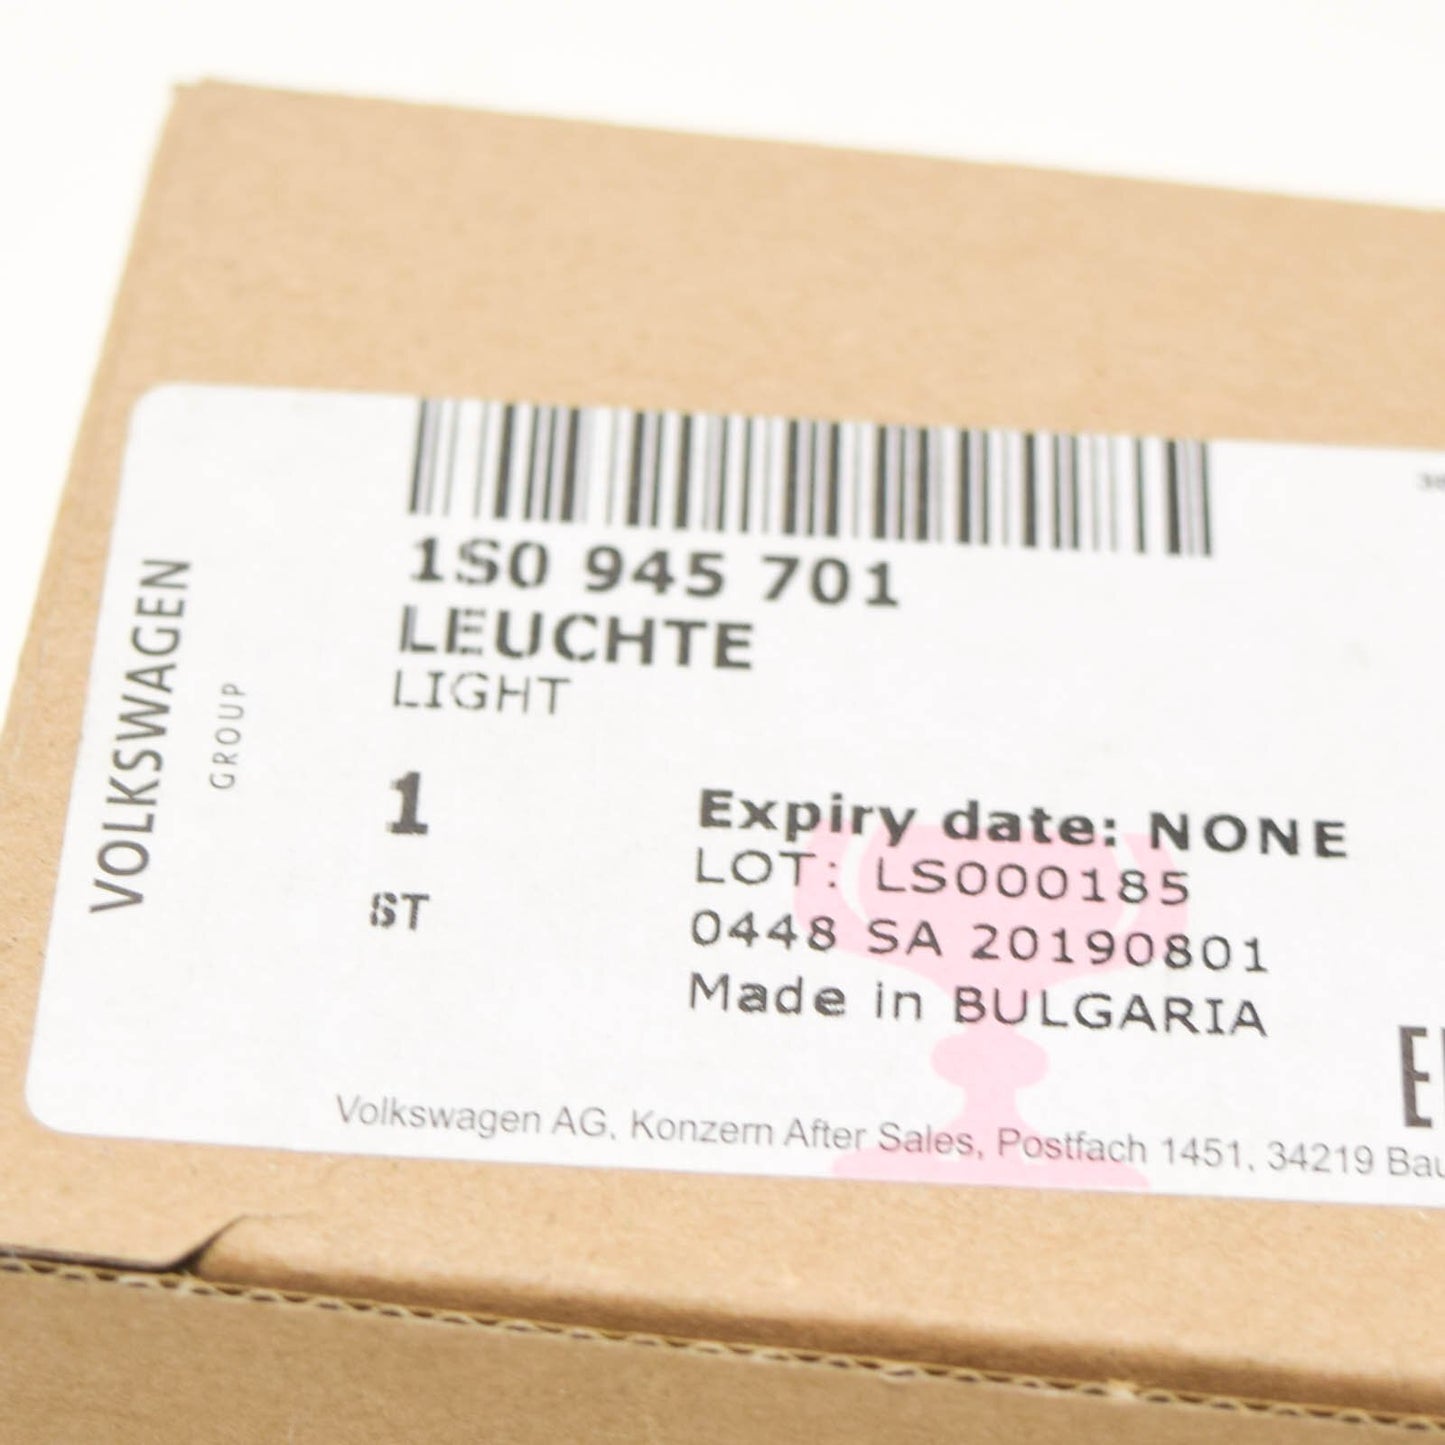 VOLKSWAGEN
GROUP
1S0 945 701
LEUCHTE
LIGHT
1
ST
Expiry date: NONE
LOT: LS000185
0448 SA 20190801
Made in BULGARIA
Volkswagen AG, Konzern After Sales, Postfach 1451, 34219 Bau